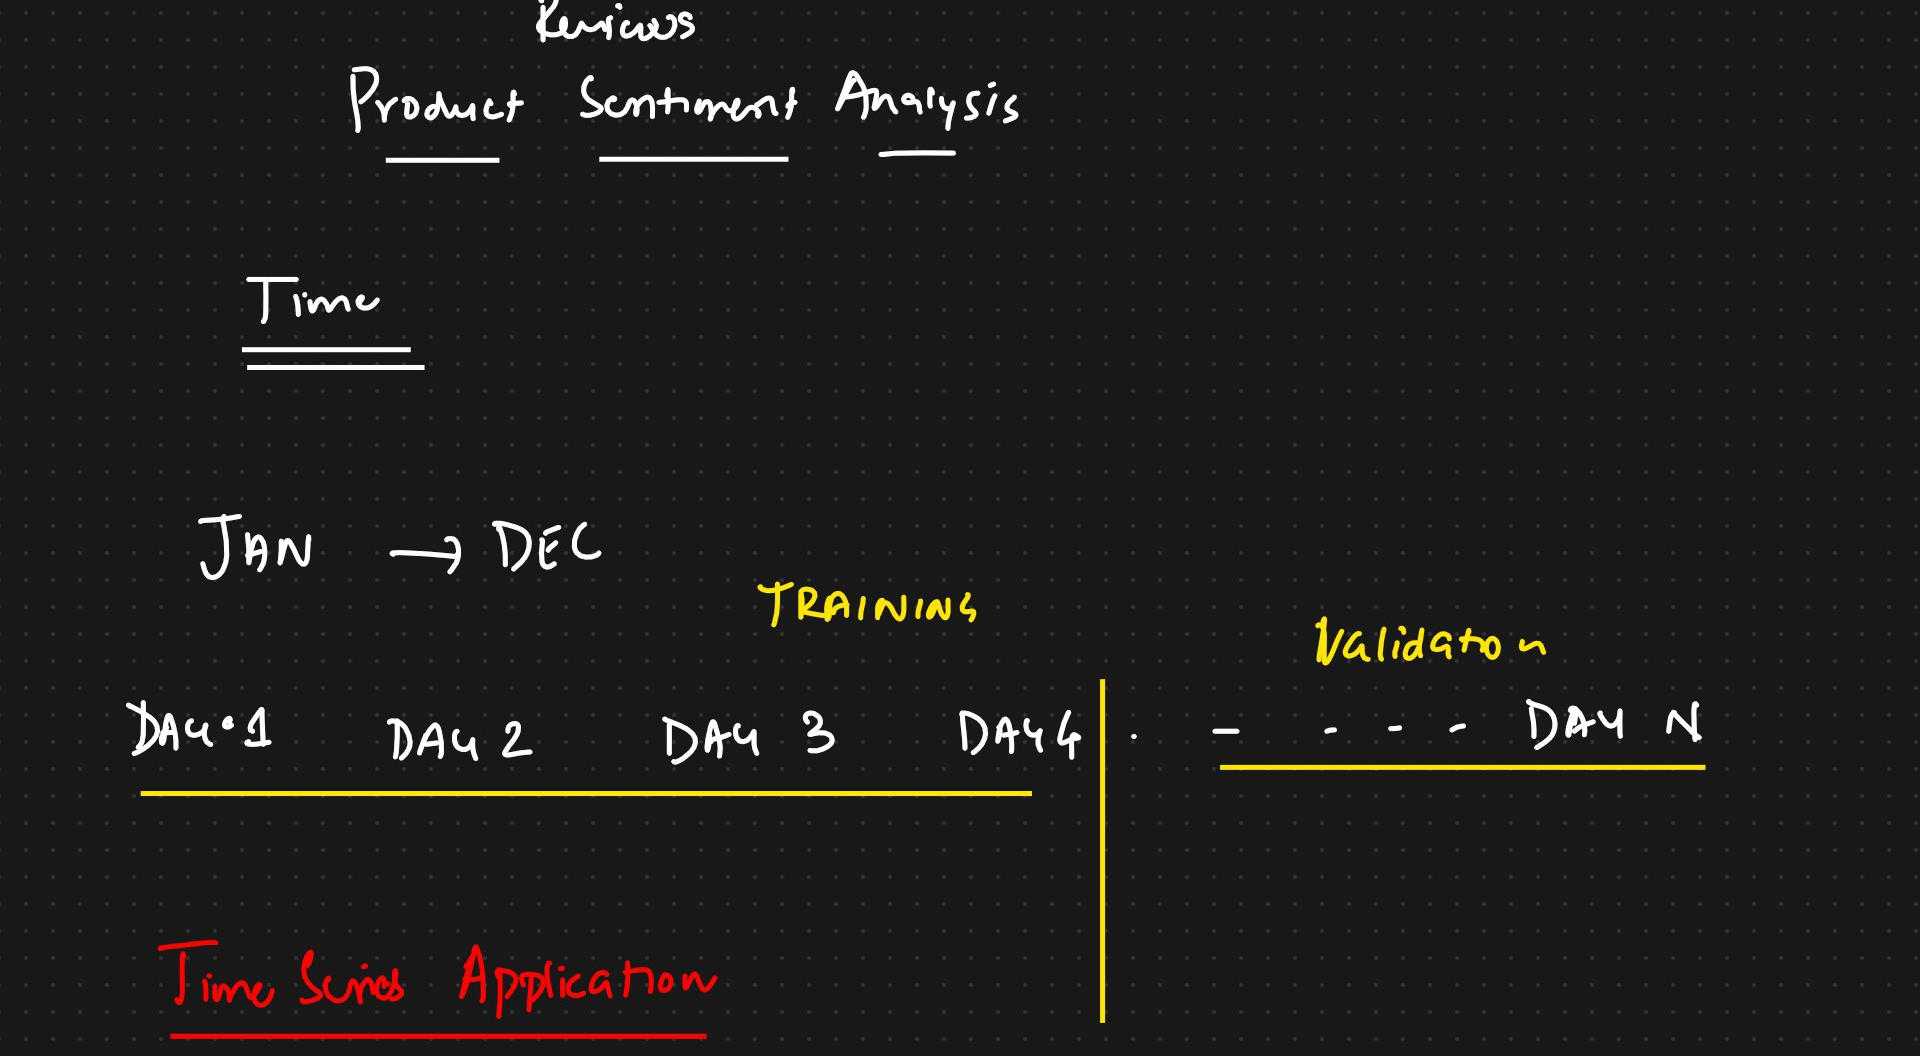 Reviews
Product Sentiment Analysis
Time
JAN → DEC
TRAINING
Validation
DAY 1 DAY 2 DAY 3 DAY 4 . - - - - DAY N
Time Series Application